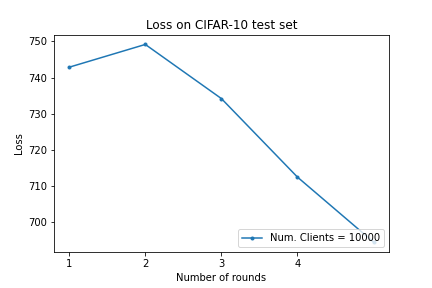 Loss on CIFAR-10 test set
750
740
730
720
710
700
Loss
Num. Clients = 10000
1 2 3 4
Number of rounds